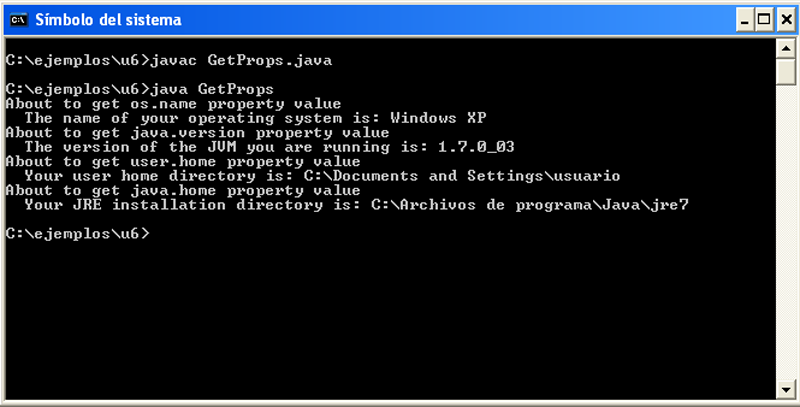 Símbolo del sistema
C:\ejemplos\u6>javac GetProps.java
C:\ejemplos\u6>java GetProps
About to get os.name property value
  The name of your operating system is: Windows XP
About to get java.version property value
  The version of the JVM you are running is: 1.7.0_03
About to get user.home property value
  Your user home directory is: C:\Documents and Settings\usuario
About to get java.home property value
  Your JRE installation directory is: C:\Archivos de programa\Java\jre7
C:\ejemplos\u6>